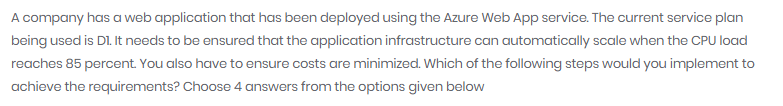 A company has a web application that has been deployed using the Azure Web App service. The current service plan
being used is D1. It needs to be ensured that the application infrastructure can automatically scale when the CPU load
reaches 85 percent. You also have to ensure costs are minimized. Which of the following steps would you implement to
achieve the requirements? Choose 4 answers from the options given below